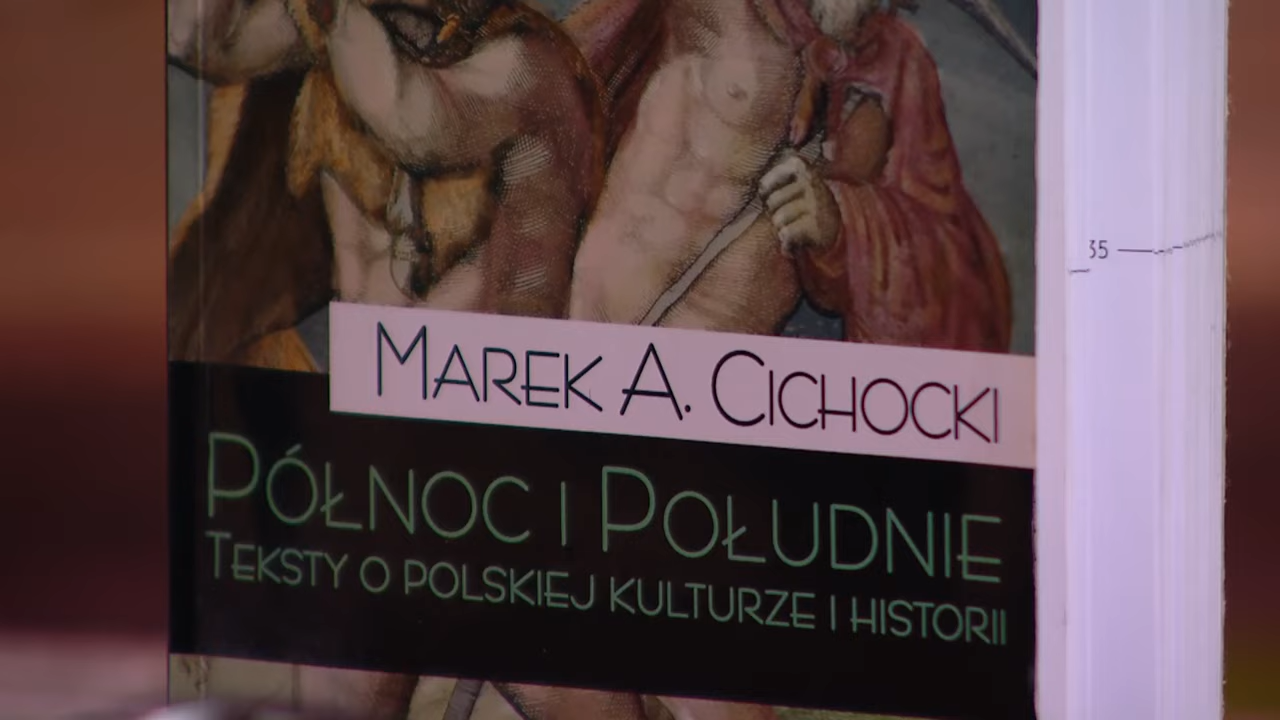 MAREK A. CICHOCKI
35
PÓŁNOC I POŁUDNIE
TEKSTY O POLSKIEJ KULTURZE I HISTORII